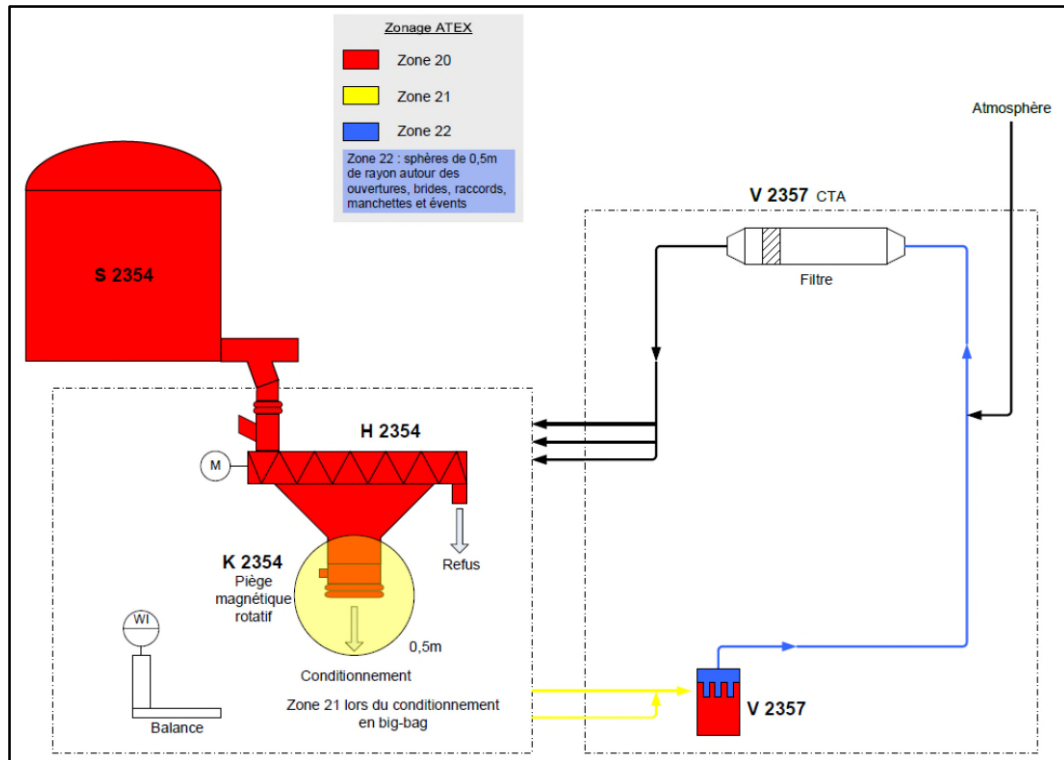 Zonage ATEX
Zone 20
Zone 21
Zone 22
Zone 22 : sphères de 0,5m
de rayon autour des
ouvertures, brides, raccords,
manchettes et évents
Atmosphère
V 2357 CTA
Filtre
S 2354
H 2354
M
Refus
K 2354
Piège
magnétique
rotatif
0,5m
WI
Conditionnement
Zone 21 lors du conditionnement
en big-bag
Balance
V 2357